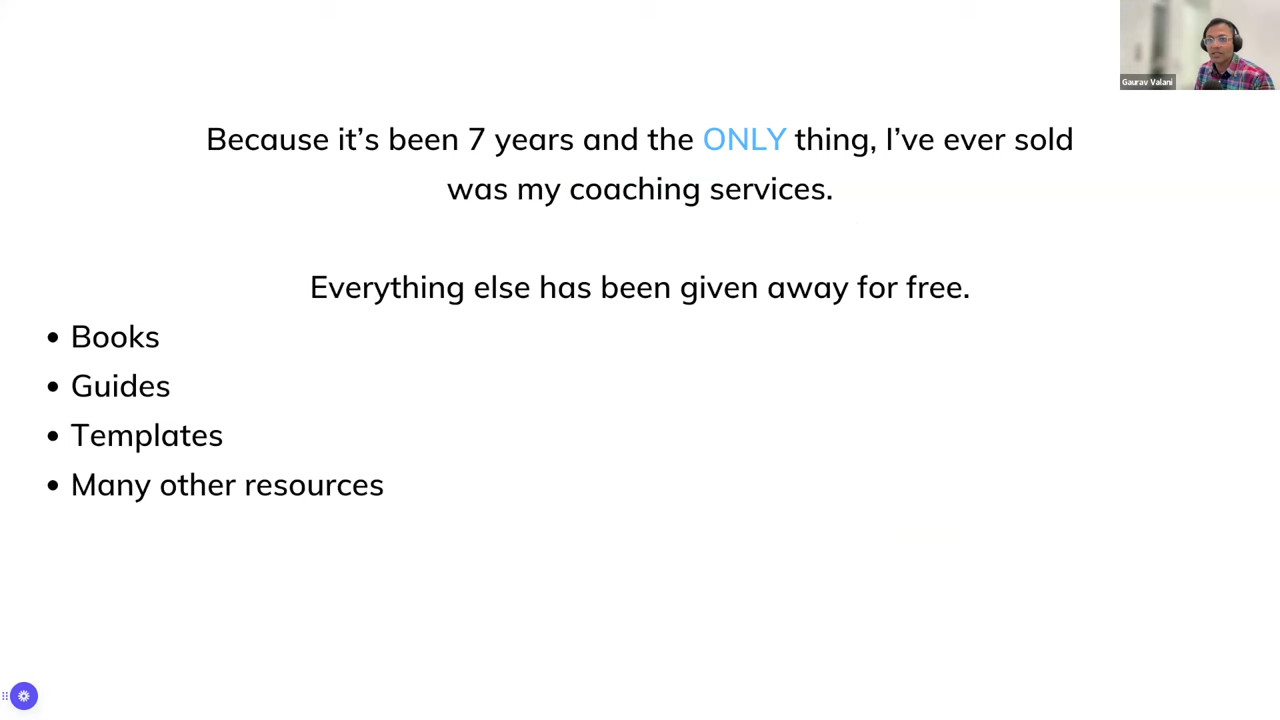 Gaurav Valani
Because it's been 7 years and the ONLY thing, I've ever sold
was my coaching services.
Everything else has been given away for free.
• Books
• Guides
• Templates
• Many other resources